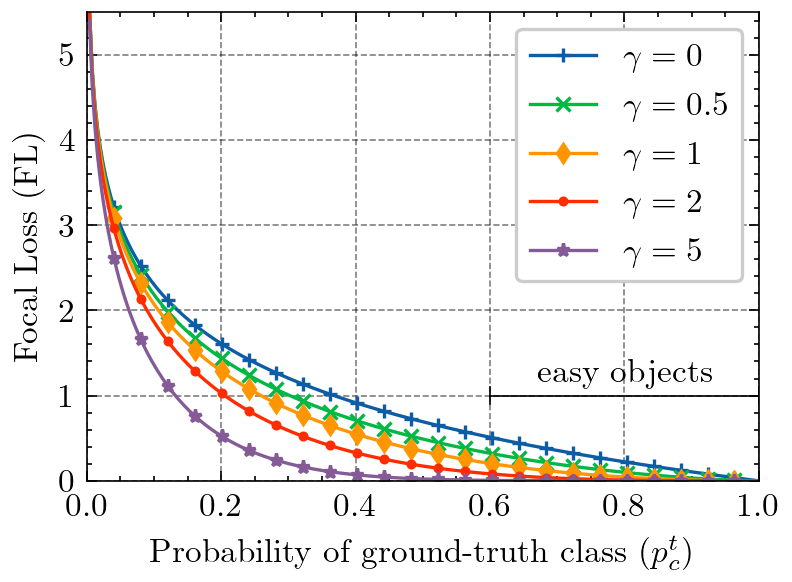 γ = 0
γ = 0.5
γ = 1
γ = 2
γ = 5
easy objects
Focal Loss (FL)
5
4
3
2
1
0
0.0 0.2 0.4 0.6 0.8 1.0
Probability of ground-truth class (p_c^t)